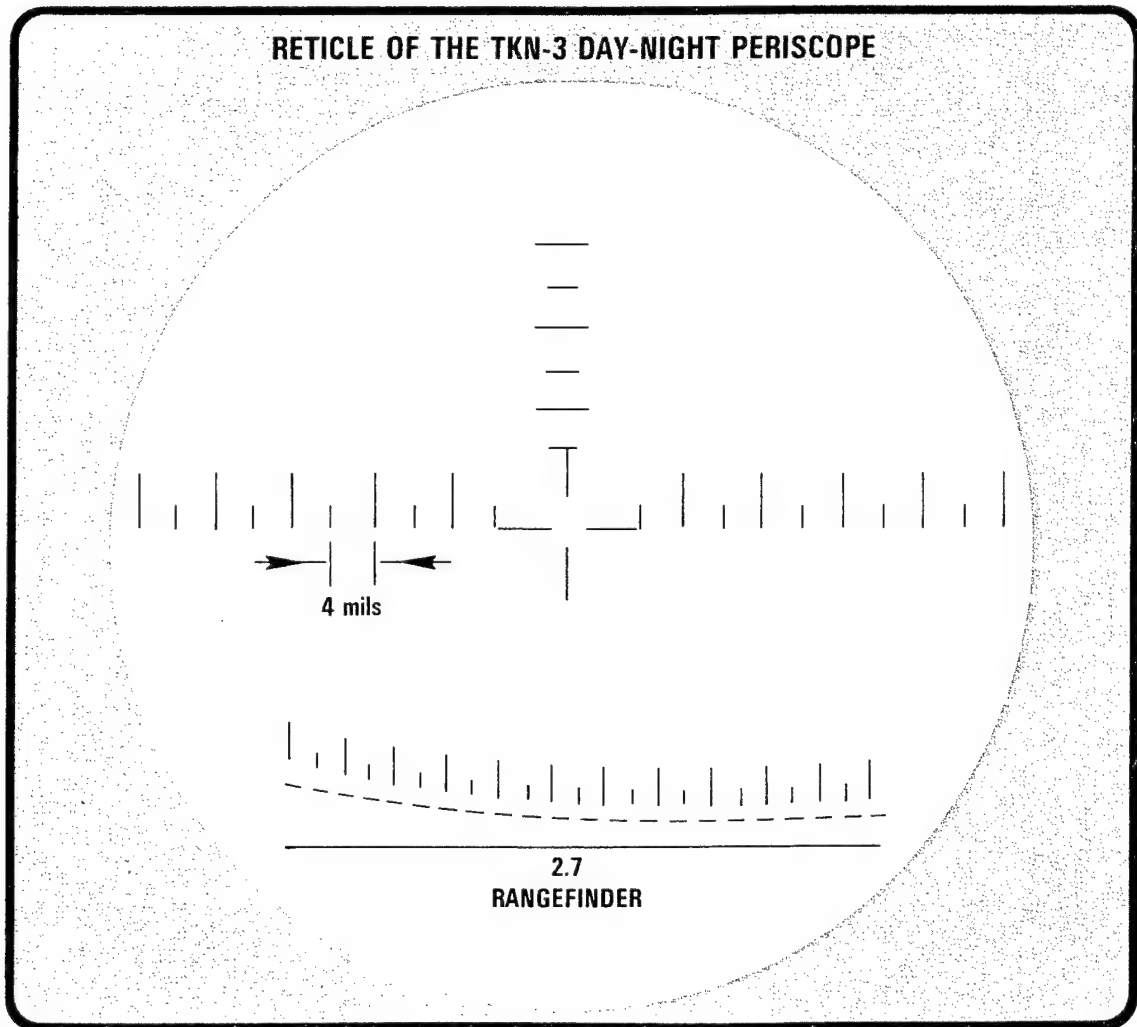 RETICLE OF THE TKN-3 DAY-NIGHT PERISCOPE
4 mils
2.7
RANGEFINDER